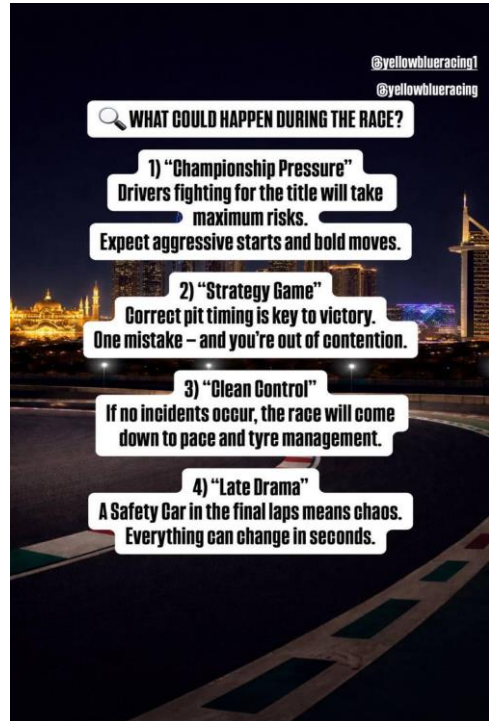 @yellowblueracing1
@yellowblueracing
🔍 WHAT COULD HAPPEN DURING THE RACE?
1) “Championship Pressure”
Drivers fighting for the title will take
maximum risks.
Expect aggressive starts and bold moves.
2) “Strategy Game”
Correct pit timing is key to victory.
One mistake – and you’re out of contention.
3) “Clean Control”
If no incidents occur, the race will come
down to pace and tyre management.
4) “Late Drama”
A Safety Car in the final laps means chaos.
Everything can change in seconds.